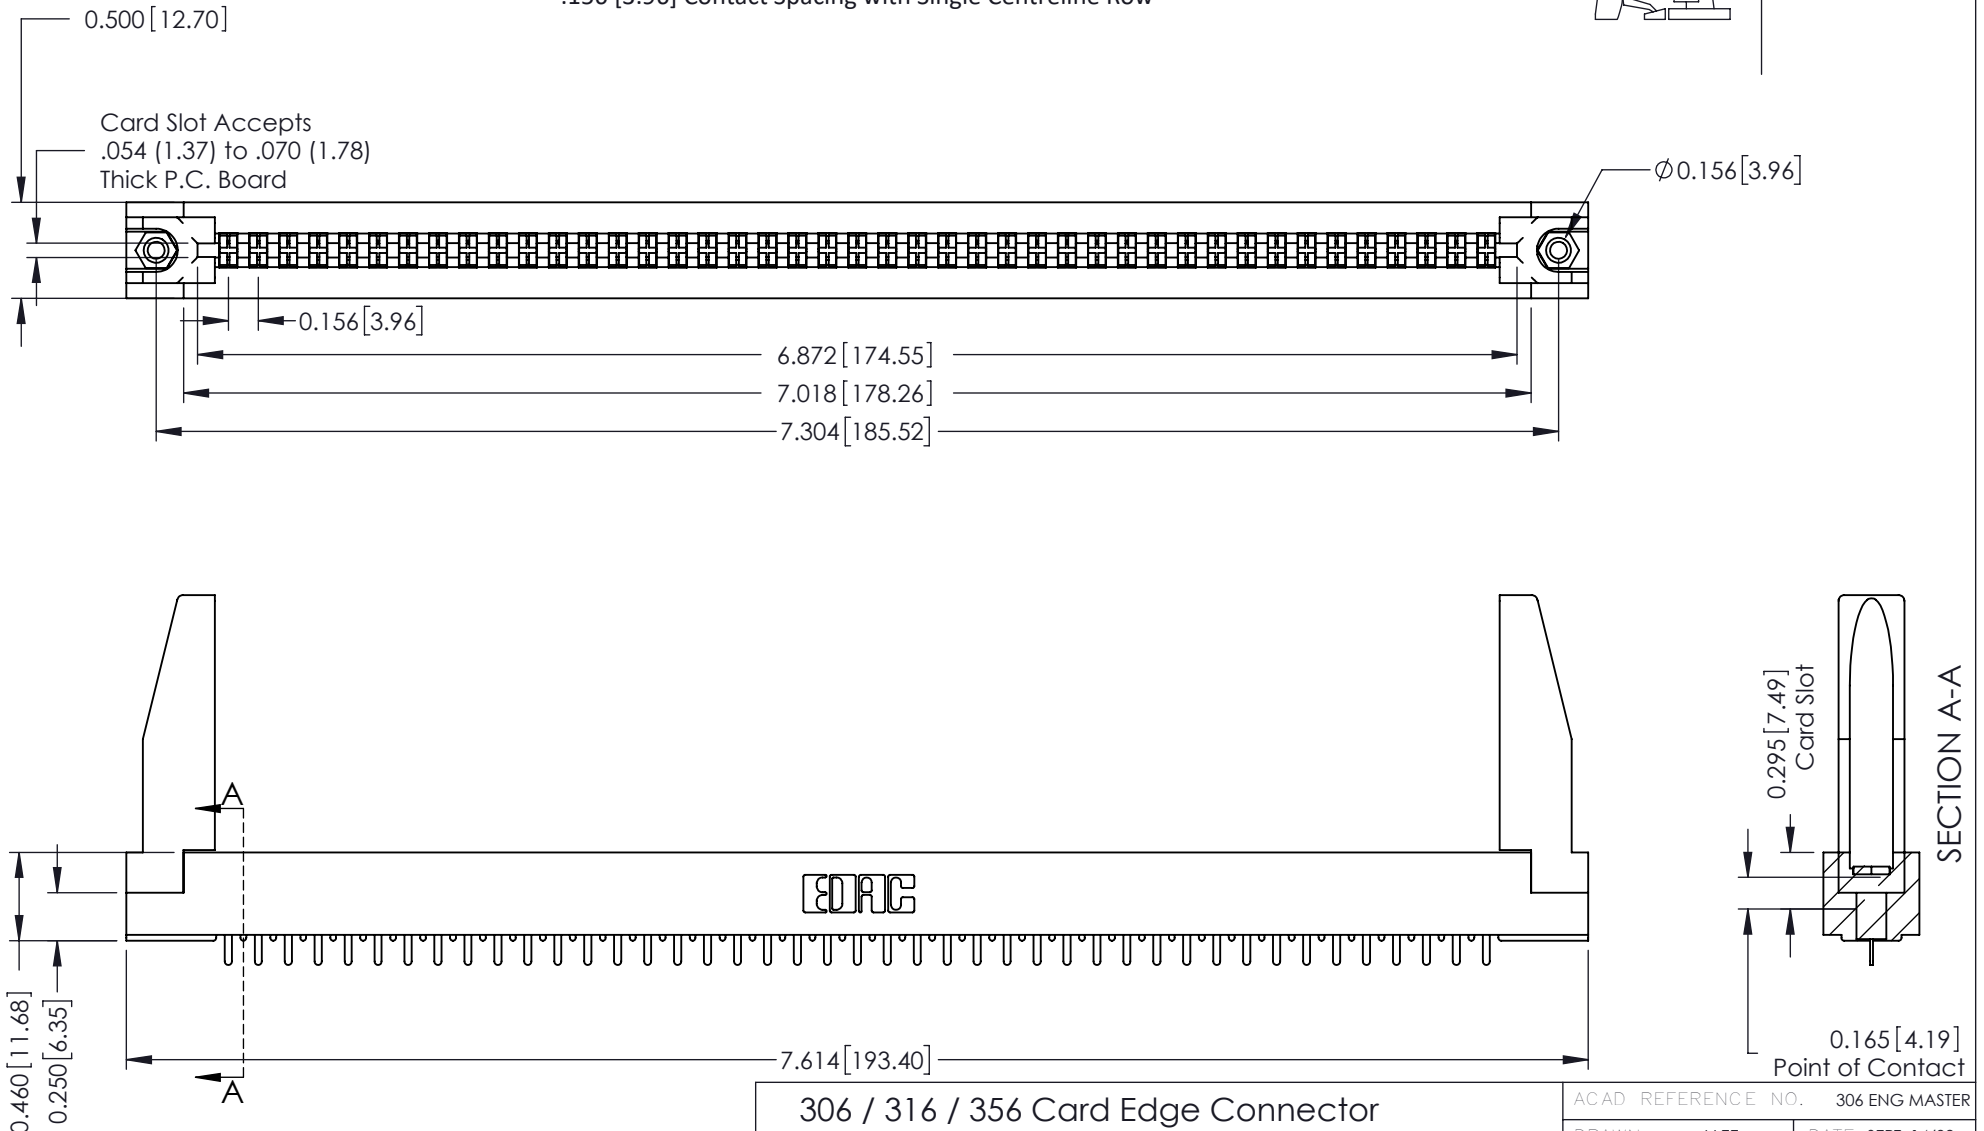 .156 [3.96] Contact Spacing with Single Centreline Row
0.500 [12.70]
Card Slot Accepts
.054 (1.37) to .070 (1.78)
Thick P.C. Board
Ø0.156 [3.96]
0.156 [3.96]
6.872 [174.55]
7.018 [178.26]
7.304 [185.52]
0.295 [7.49]
Card Slot
SECTION A-A
A
EDAC
0.460 [11.68]
0.250 [6.35]
7.614 [193.40]
A
0.165 [4.19]
Point of Contact
306 / 316 / 356 Card Edge Connector
ACAD REFERENCE NO. 306 ENG MASTER